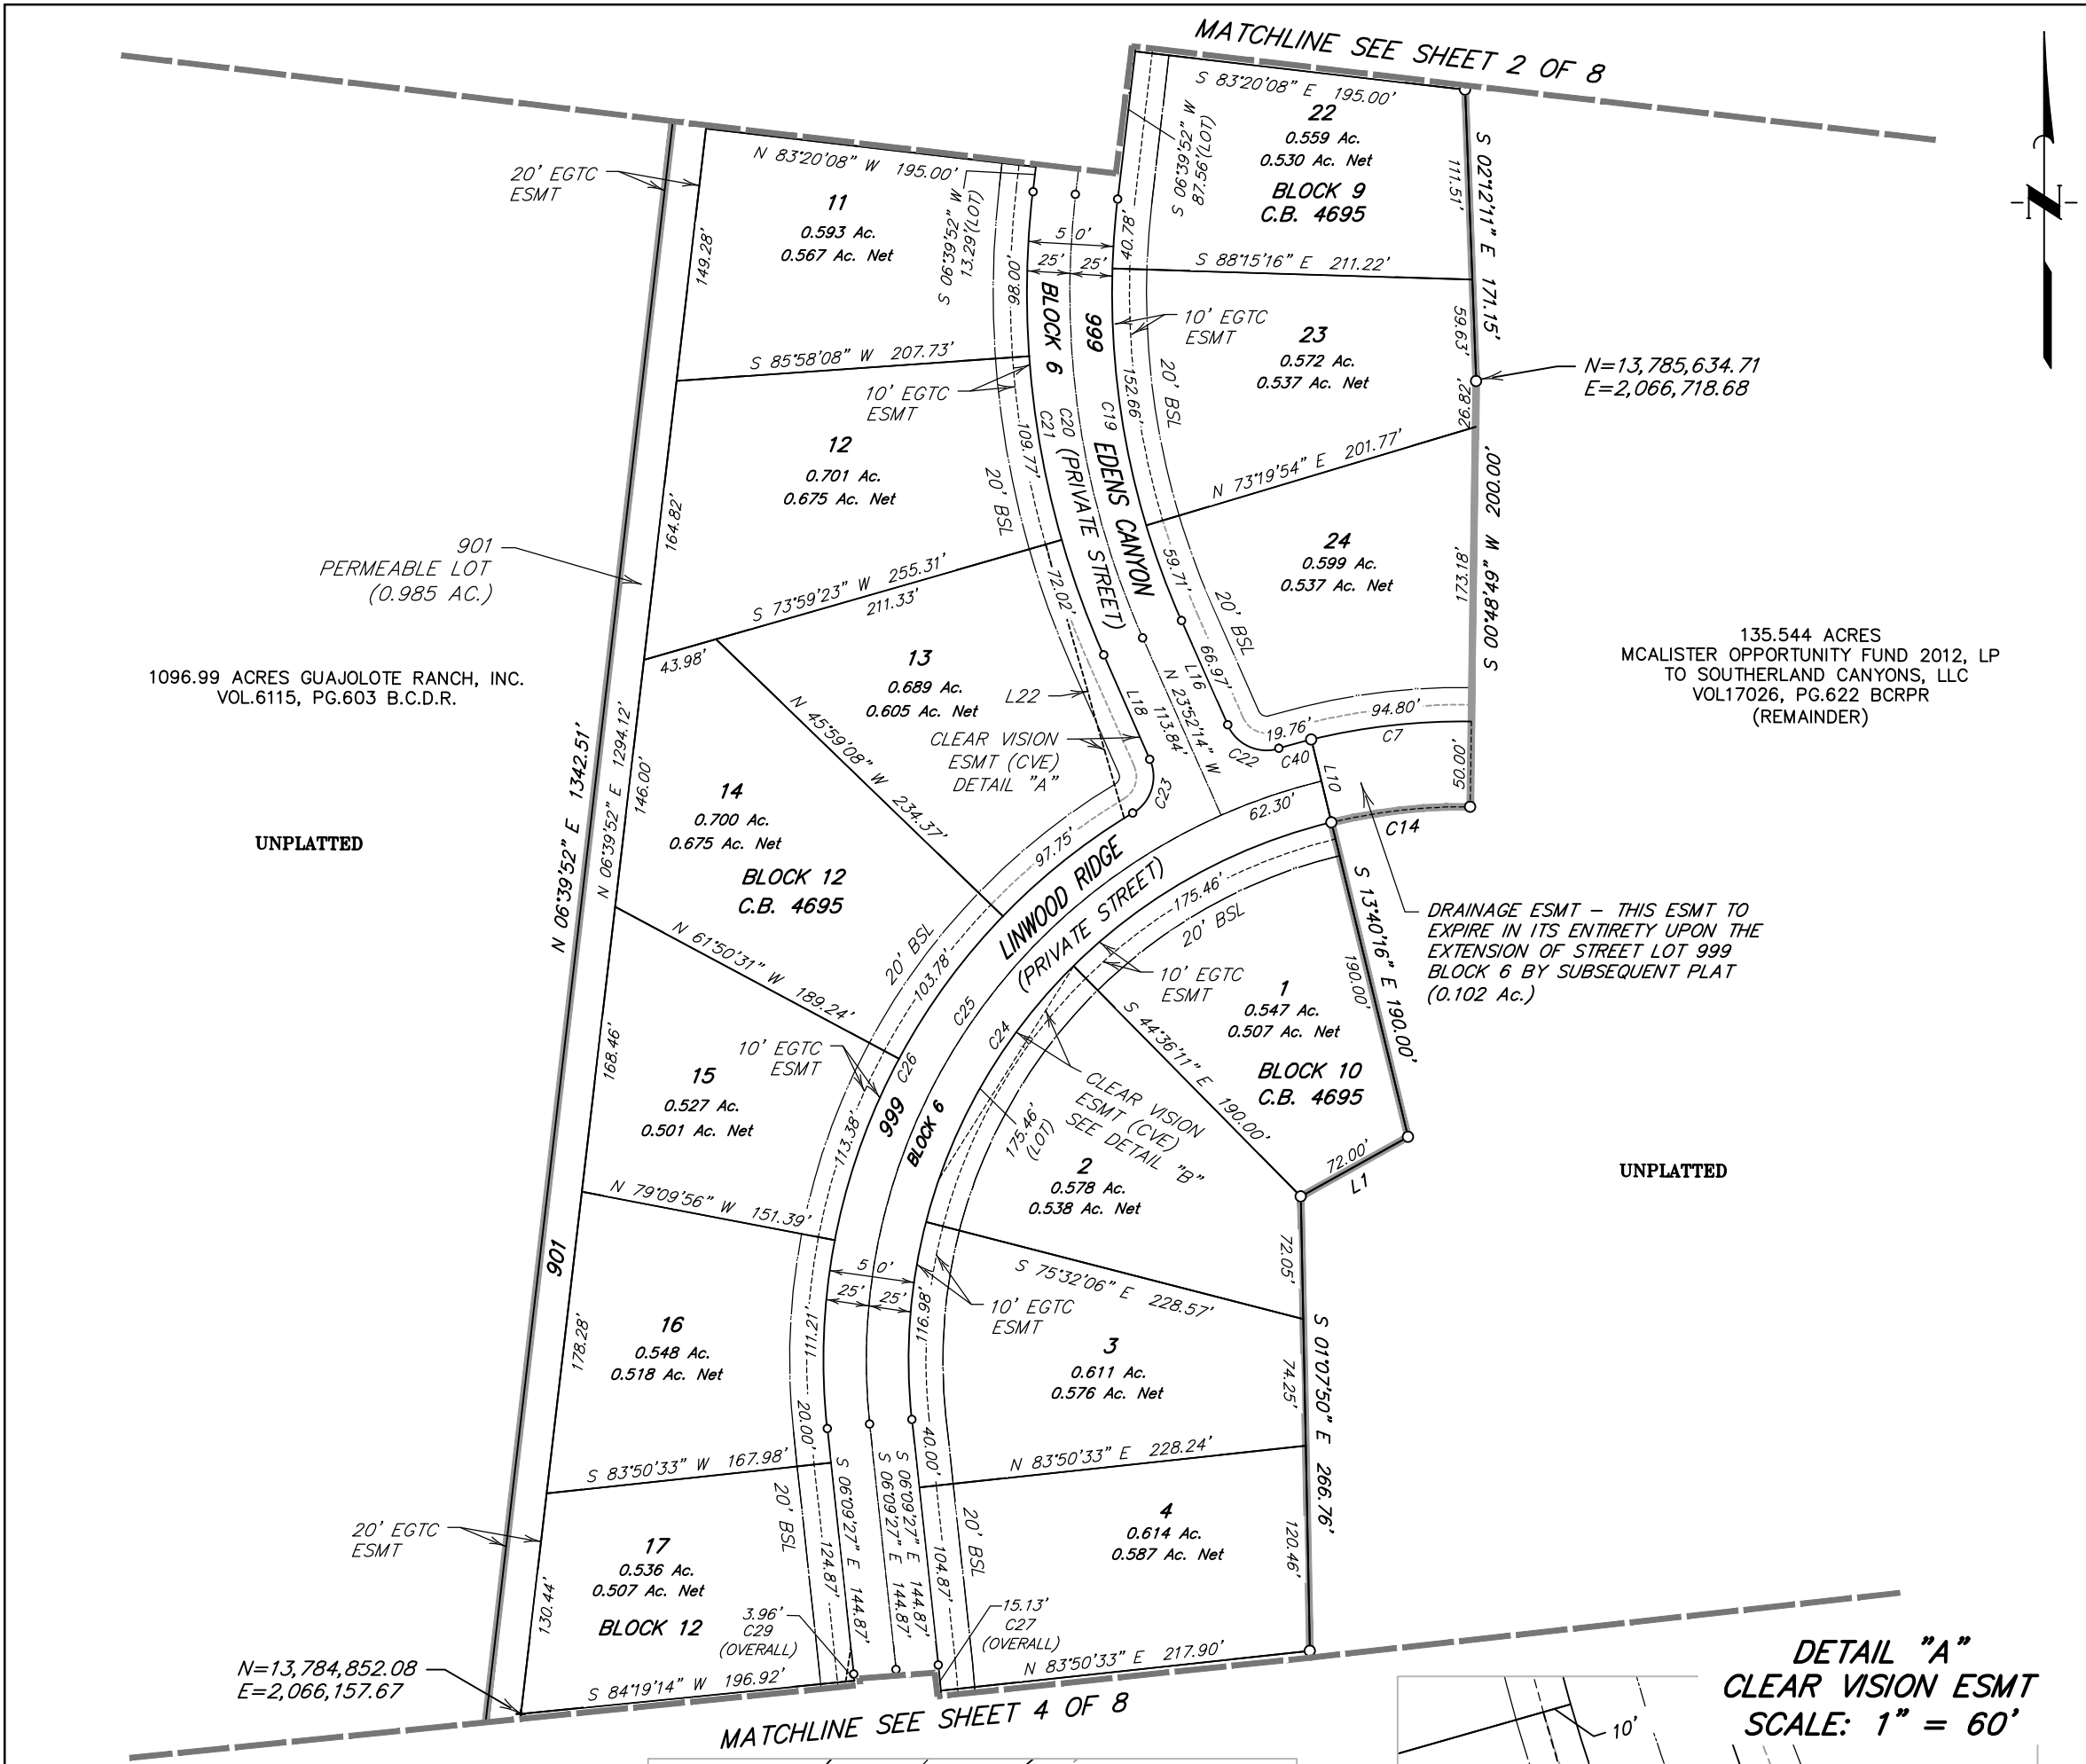 MATCHLINE SEE SHEET 2 OF 8
S 83°20'08" E 195.00'
22
0.559 Ac.
0.530 Ac. Net
BLOCK 9
C.B. 4695
S 06°39'52" W
87.56'(LOT)
S 02°12'11" E 171.15'
111.51'
59.63'
N
20' EGTC
ESMT
N 83°20'08" W 195.00'
11
0.593 Ac.
0.567 Ac. Net
149.28'
S 06°39'52" W
13.29'(LOT)
98.00'
50'
25'
25'
40.78'
S 88°15'16" E 211.22'
BLOCK 6
999
10' EGTC
ESMT
23
0.572 Ac.
0.537 Ac. Net
N=13,785,634.71
E=2,066,718.68
26.82'
S 85°58'08" W 207.73'
10' EGTC
ESMT
152.66'
20' BSL
C19
C20
C21
EDENS CANYON
(PRIVATE STREET)
109.77'
20' BSL
12
0.701 Ac.
0.675 Ac. Net
164.82'
N 73°19'54" E 201.77'
S 00°48'49" W 200.00'
173.18'
24
0.599 Ac.
0.537 Ac. Net
59.71'
20' BSL
901
PERMEABLE LOT
(0.985 AC.)
S 73°59'23" W 255.31'
211.33'
43.98'
72.02'
1096.99 ACRES GUAJOLOTE RANCH, INC.
VOL.6115, PG.603 B.C.D.R.
135.544 ACRES
MCALISTER OPPORTUNITY FUND 2012, LP
TO SOUTHERLAND CANYONS, LLC
VOL17026, PG.622 BCRPR
(REMAINDER)
13
0.689 Ac.
0.605 Ac. Net
L22
L18
L16
66.97'
N 23°52'14" W
113.84'
CLEAR VISION
ESMT (CVE)
DETAIL "A"
19.76'
94.80'
C7
C22
C40
C23
L10
50.00'
62.30'
C14
N 45°59'08" W 234.37'
N 06°39'52" E 1342.51'
N 06°39'52" E 1294.12'
146.00'
14
0.700 Ac.
0.675 Ac. Net
BLOCK 12
C.B. 4695
UNPLATTED
97.75'
LINWOOD RIDGE
(PRIVATE STREET)
175.46'
20' BSL
S 13°40'16" E 190.00'
190.00'
DRAINAGE ESMT – THIS ESMT TO
EXPIRE IN ITS ENTIRETY UPON THE
EXTENSION OF STREET LOT 999
BLOCK 6 BY SUBSEQUENT PLAT
(0.102 Ac.)
N 61°50'31" W 189.24'
20' BSL
103.78'
C25
C24
C26
10' EGTC
ESMT
1
0.547 Ac.
0.507 Ac. Net
BLOCK 10
C.B. 4695
S 44°36'11" E 190.00'
10' EGTC
ESMT
168.46'
15
0.527 Ac.
0.501 Ac. Net
113.38'
999
BLOCK 6
CLEAR VISION
ESMT (CVE)
SEE DETAIL "B"
175.46'
(LOT)
72.00'
L1
2
0.578 Ac.
0.538 Ac. Net
UNPLATTED
N 79°09'56" W 151.39'
901
50'
25'
25'
72.05'
S 75°32'06" E 228.57'
10' EGTC
ESMT
178.28'
16
0.548 Ac.
0.518 Ac. Net
111.21'
116.98'
3
0.611 Ac.
0.576 Ac. Net
74.25'
S 01°07'50" E 266.76'
20.00'
40.00'
S 83°50'33" W 167.98'
N 83°50'33" E 228.24'
20' EGTC
ESMT
20' BSL
S 06°09'27" E 144.87'
S 06°09'27" E 144.87'
S 06°09'27" E 144.87'
20' BSL
17
0.536 Ac.
0.507 Ac. Net
BLOCK 12
130.44'
124.87'
104.87'
4
0.614 Ac.
0.587 Ac. Net
120.46'
3.96'
C29
(OVERALL)
15.13'
C27
(OVERALL)
N=13,784,852.08
E=2,066,157.67
S 84°19'14" W 196.92'
N 83°50'33" E 217.90'
MATCHLINE SEE SHEET 4 OF 8
DETAIL "A"
CLEAR VISION ESMT
SCALE: 1" = 60'
10'